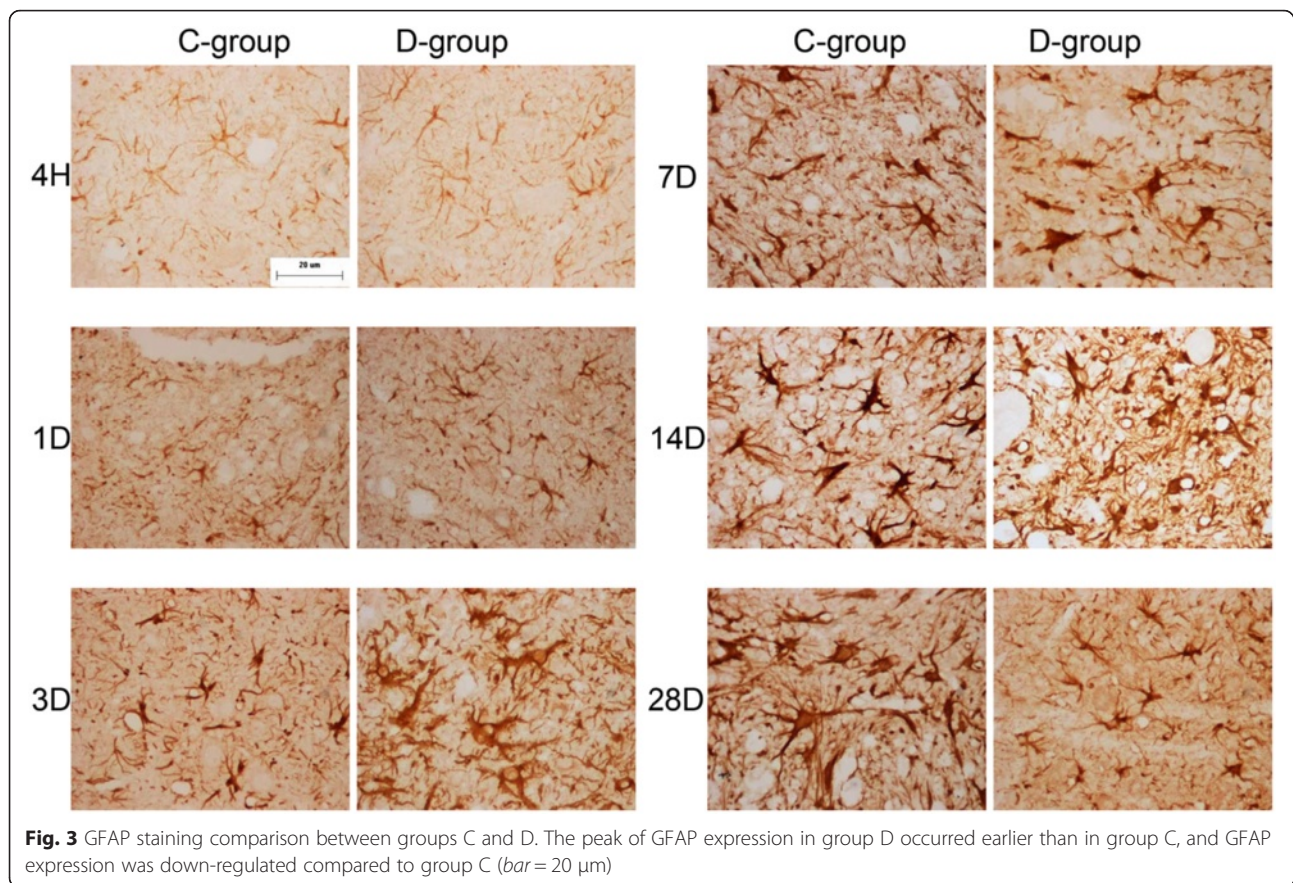 C-group D-group C-group D-group
4H 7D
20 um
1D 14D
3D 28D
Fig. 3 GFAP staining comparison between groups C and D. The peak of GFAP expression in group D occurred earlier than in group C, and GFAP
expression was down-regulated compared to group C (bar = 20 μm)